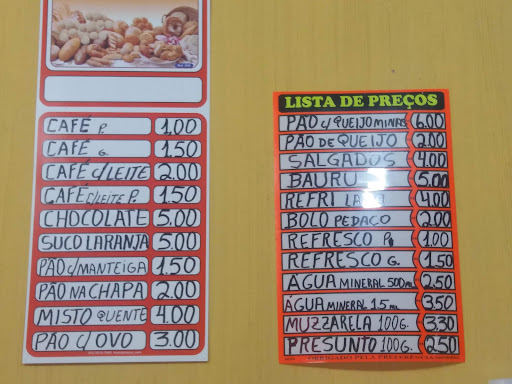 CAFÉ P. 1,00
CAFÉ G. 1,50
CAFÉ C/LEITE 2,00
CAFÉ C/LEITE P. 1,50
CHOCOLATE 5,00
SUCO LARANJA 5,00
PÃO C/MANTEIGA 1,50
PÃO NA CHAPA 2,00
MISTO QUENTE 4,00
PÃO C/OVO 3,00
LISTA DE PREÇOS
PÃO C/QUEIJO MINAS 6,00
PÃO DE QUEIJO 2,00
SALGADOS 4,00
BAURU 5,00
REFRI LATA 4,00
BOLO PEDAÇO 2,00
REFRESCO P. 1,00
REFRESCO G. 1,50
ÁGUA MINERAL 500ML 2,50
ÁGUA MINERAL 1.5 3,50
MUZZARELA 100G. 3,30
PRESUNTO 100G. 2,50
OBRIGADO PELA PREFERÊNCIA